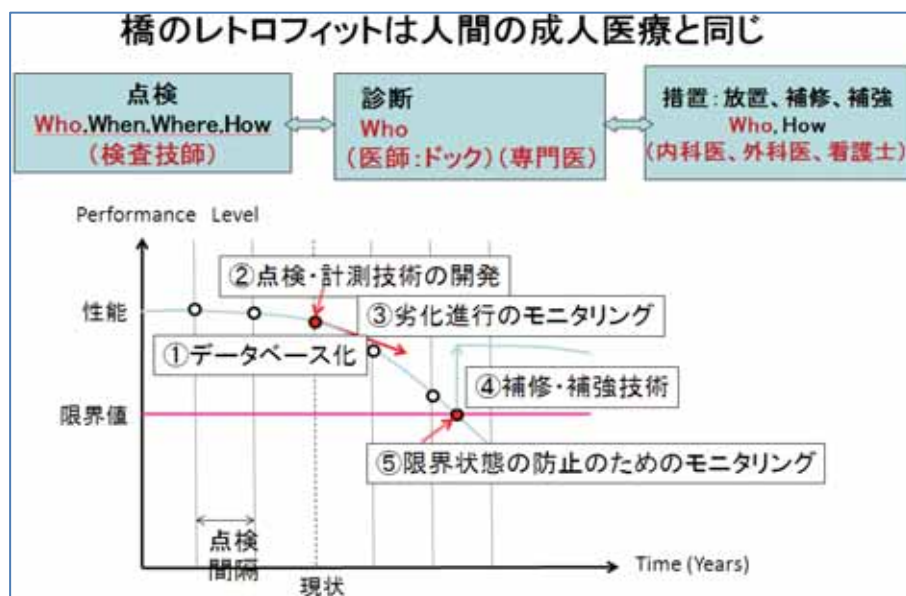 橋のレトロフィットは人間の成人医療と同じ
点検
Who.When.Where.How
(検査技師)
診断
Who
(医師:ドック)(専門医)
措置:放置、補修、補強
Who, How
(内科医、外科医、看護士)
Performance Level
性能
限界値
②点検・計測技術の開発
③劣化進行のモニタリング
①データベース化
④補修・補強技術
⑤限界状態の防止のためのモニタリング
点検
間隔
現状
Time (Years)